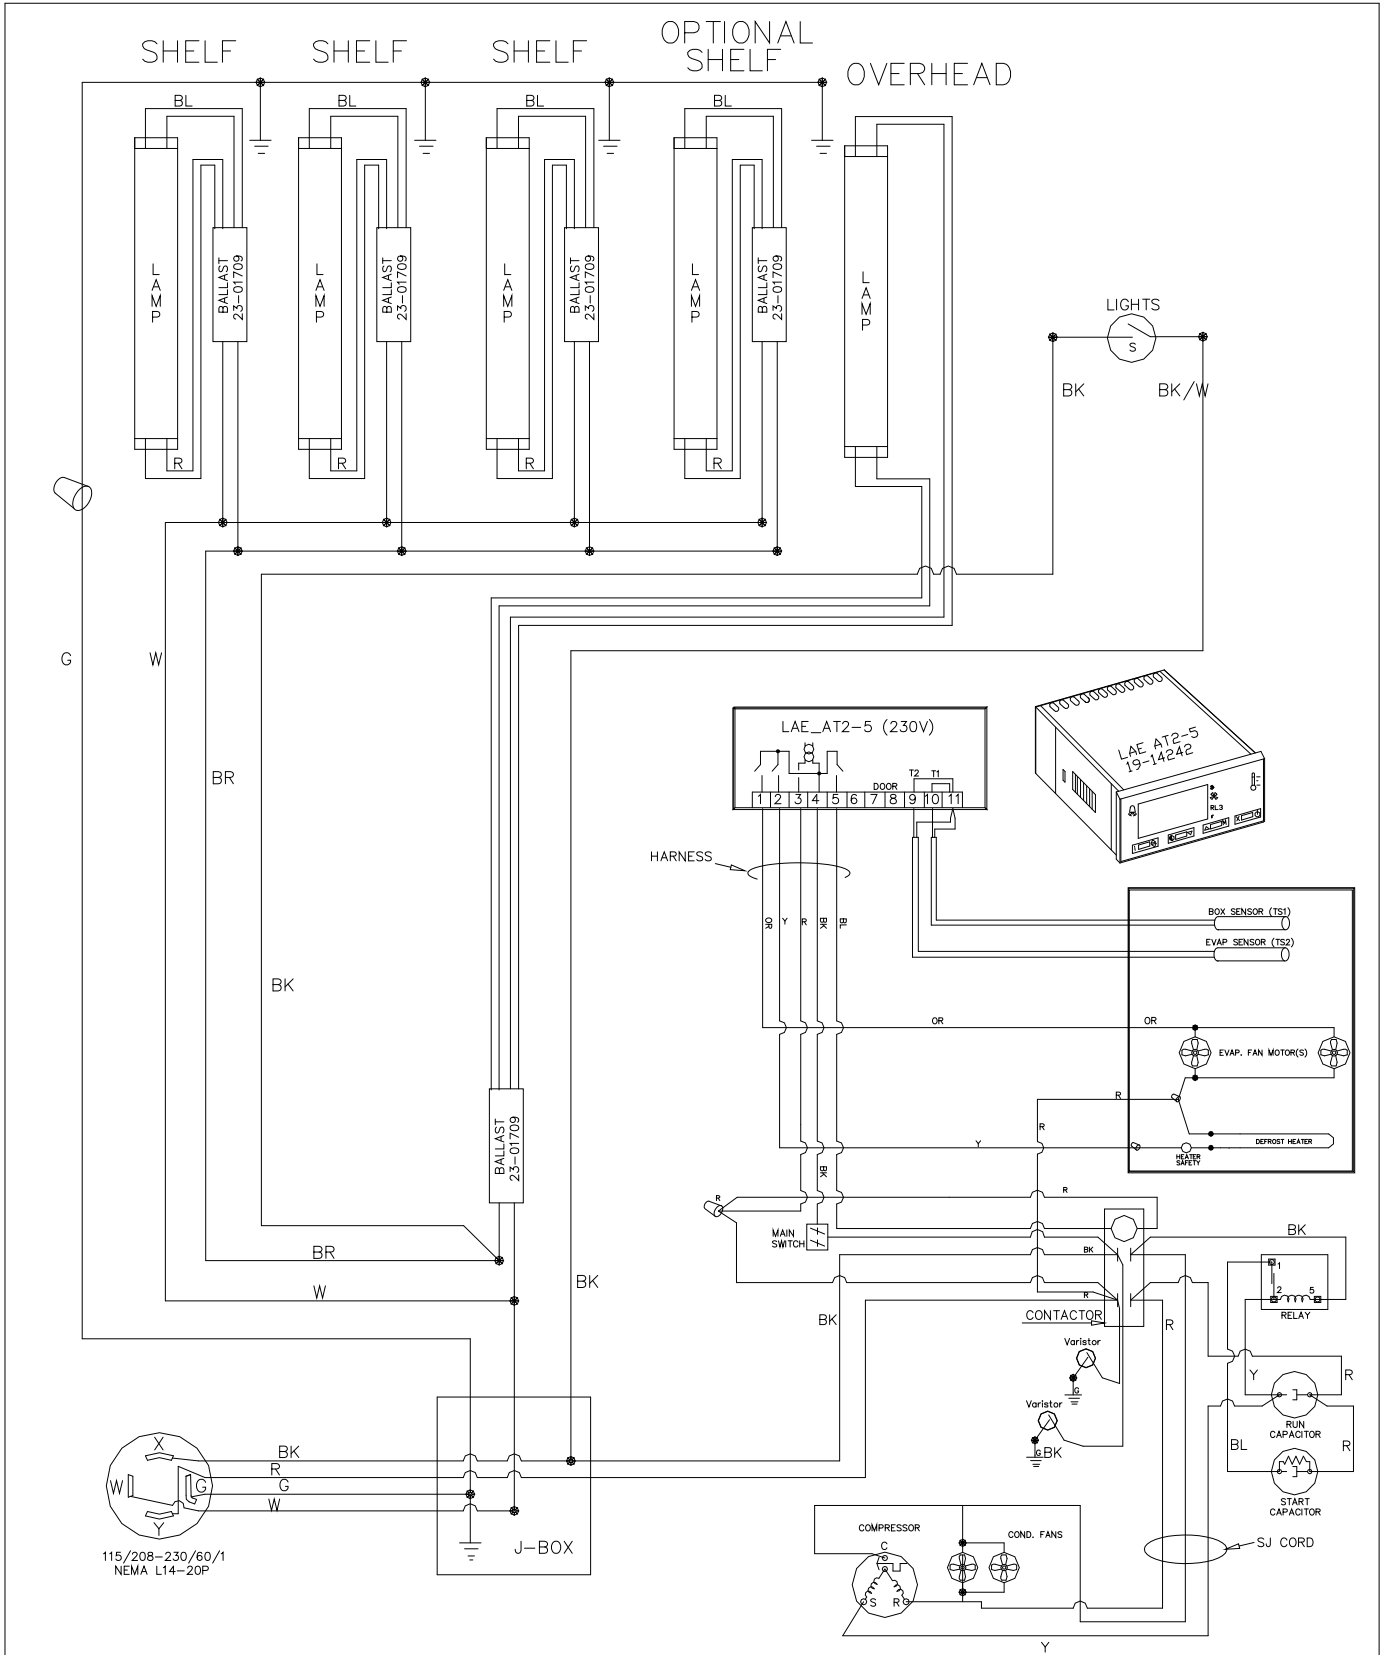 SHELF
SHELF
SHELF
OPTIONAL
SHELF
OVERHEAD
BL
BL
BL
BL
LAMP
BALLAST
23-01709
LAMP
BALLAST
23-01709
LAMP
BALLAST
23-01709
LAMP
BALLAST
23-01709
LAMP
R
R
R
R
LIGHTS
S
BK
BK/W
G
W
BR
BK
LAE_AT2-5 (230V)
T2
T1
DOOR
1 2 3 4 5 6 7 8 9 10 11
LAE AT2-5
19-14242
RL3
HARNESS
OR
Y
R
BK
BL
BOX SENSOR (TS1)
EVAP SENSOR (TS2)
OR
OR
EVAP. FAN MOTOR(S)
R
R
Y
HEATER
SAFETY
DEFROST HEATER
BALLAST
23-01709
BK
R
R
MAIN
SWITCH
BK
BK
BR
W
BK
BK
R
CONTACTOR
R
1
2
5
RELAY
Varistor
G
Varistor
G
BK
Y
R
RUN
CAPACITOR
BL
R
START
CAPACITOR
X
W
G
Y
BK
R
G
W
J-BOX
115/208-230/60/1
NEMA L14-20P
COMPRESSOR
C
S
R
COND. FANS
SJ CORD
Y